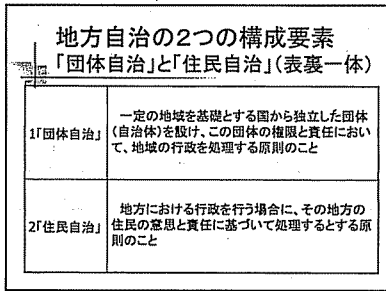 地方自治の2つの構成要素
「団体自治」と「住民自治」(表裏一体)
1「団体自治」
一定の地域を基礎とする国から独立した団体
(自治体)を設け、この団体の権限と責任におい
て、地域の行政を処理する原則のこと
2「住民自治」
地方における行政を行う場合に、その地方の
住民の意思と責任に基づいて処理するとする原
則のこと